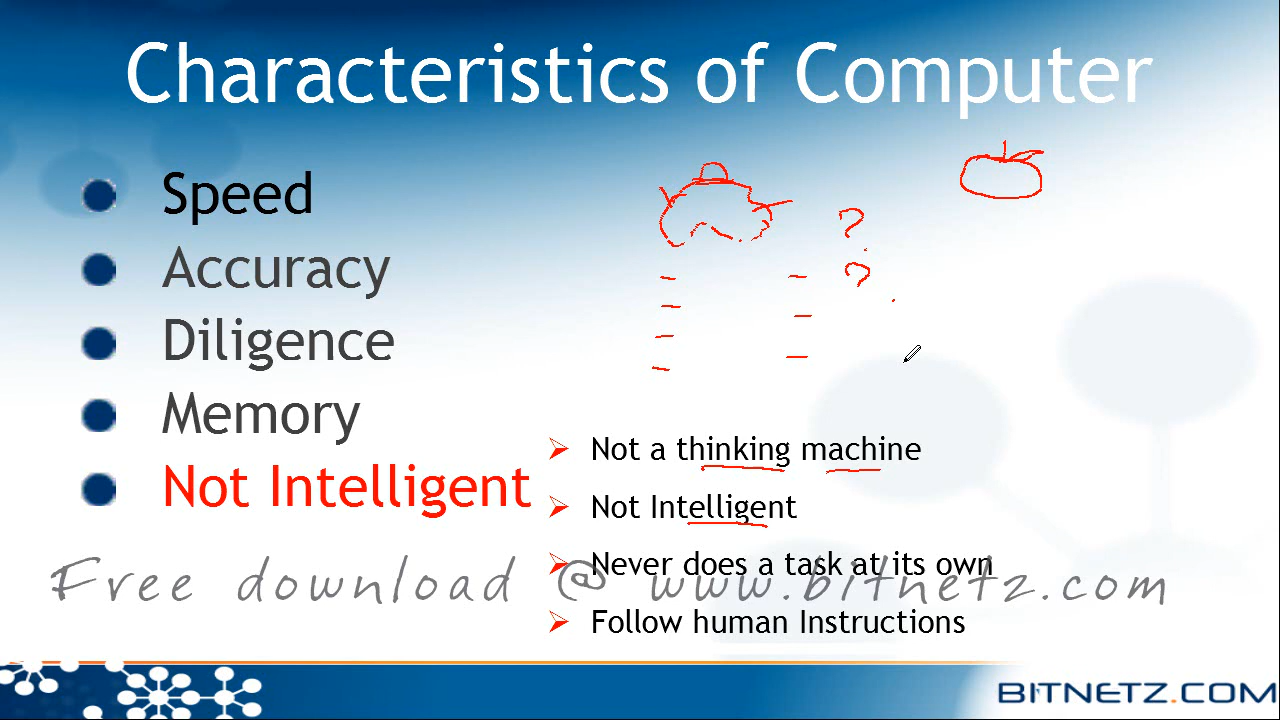 Characteristics of Computer
Speed
Accuracy
Diligence
Memory
Not Intelligent
? 
?
Not a thinking machine
Not Intelligent
Never does a task at its own
Follow human Instructions
Free download @ www.bitnetz.com
BITNETZ.COM